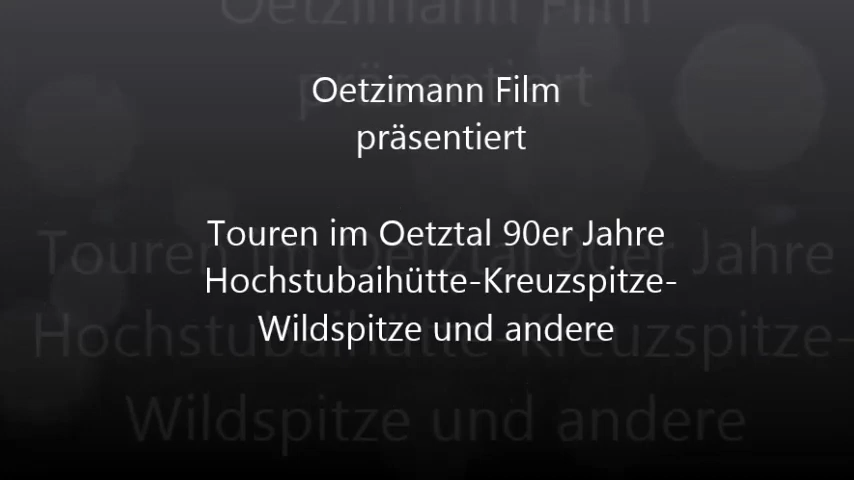 Oetzimann Film
präsentiert
Touren im Oetztal 90er Jahre
Hochstubaihütte-Kreuzspitze-
Wildspitze und andere